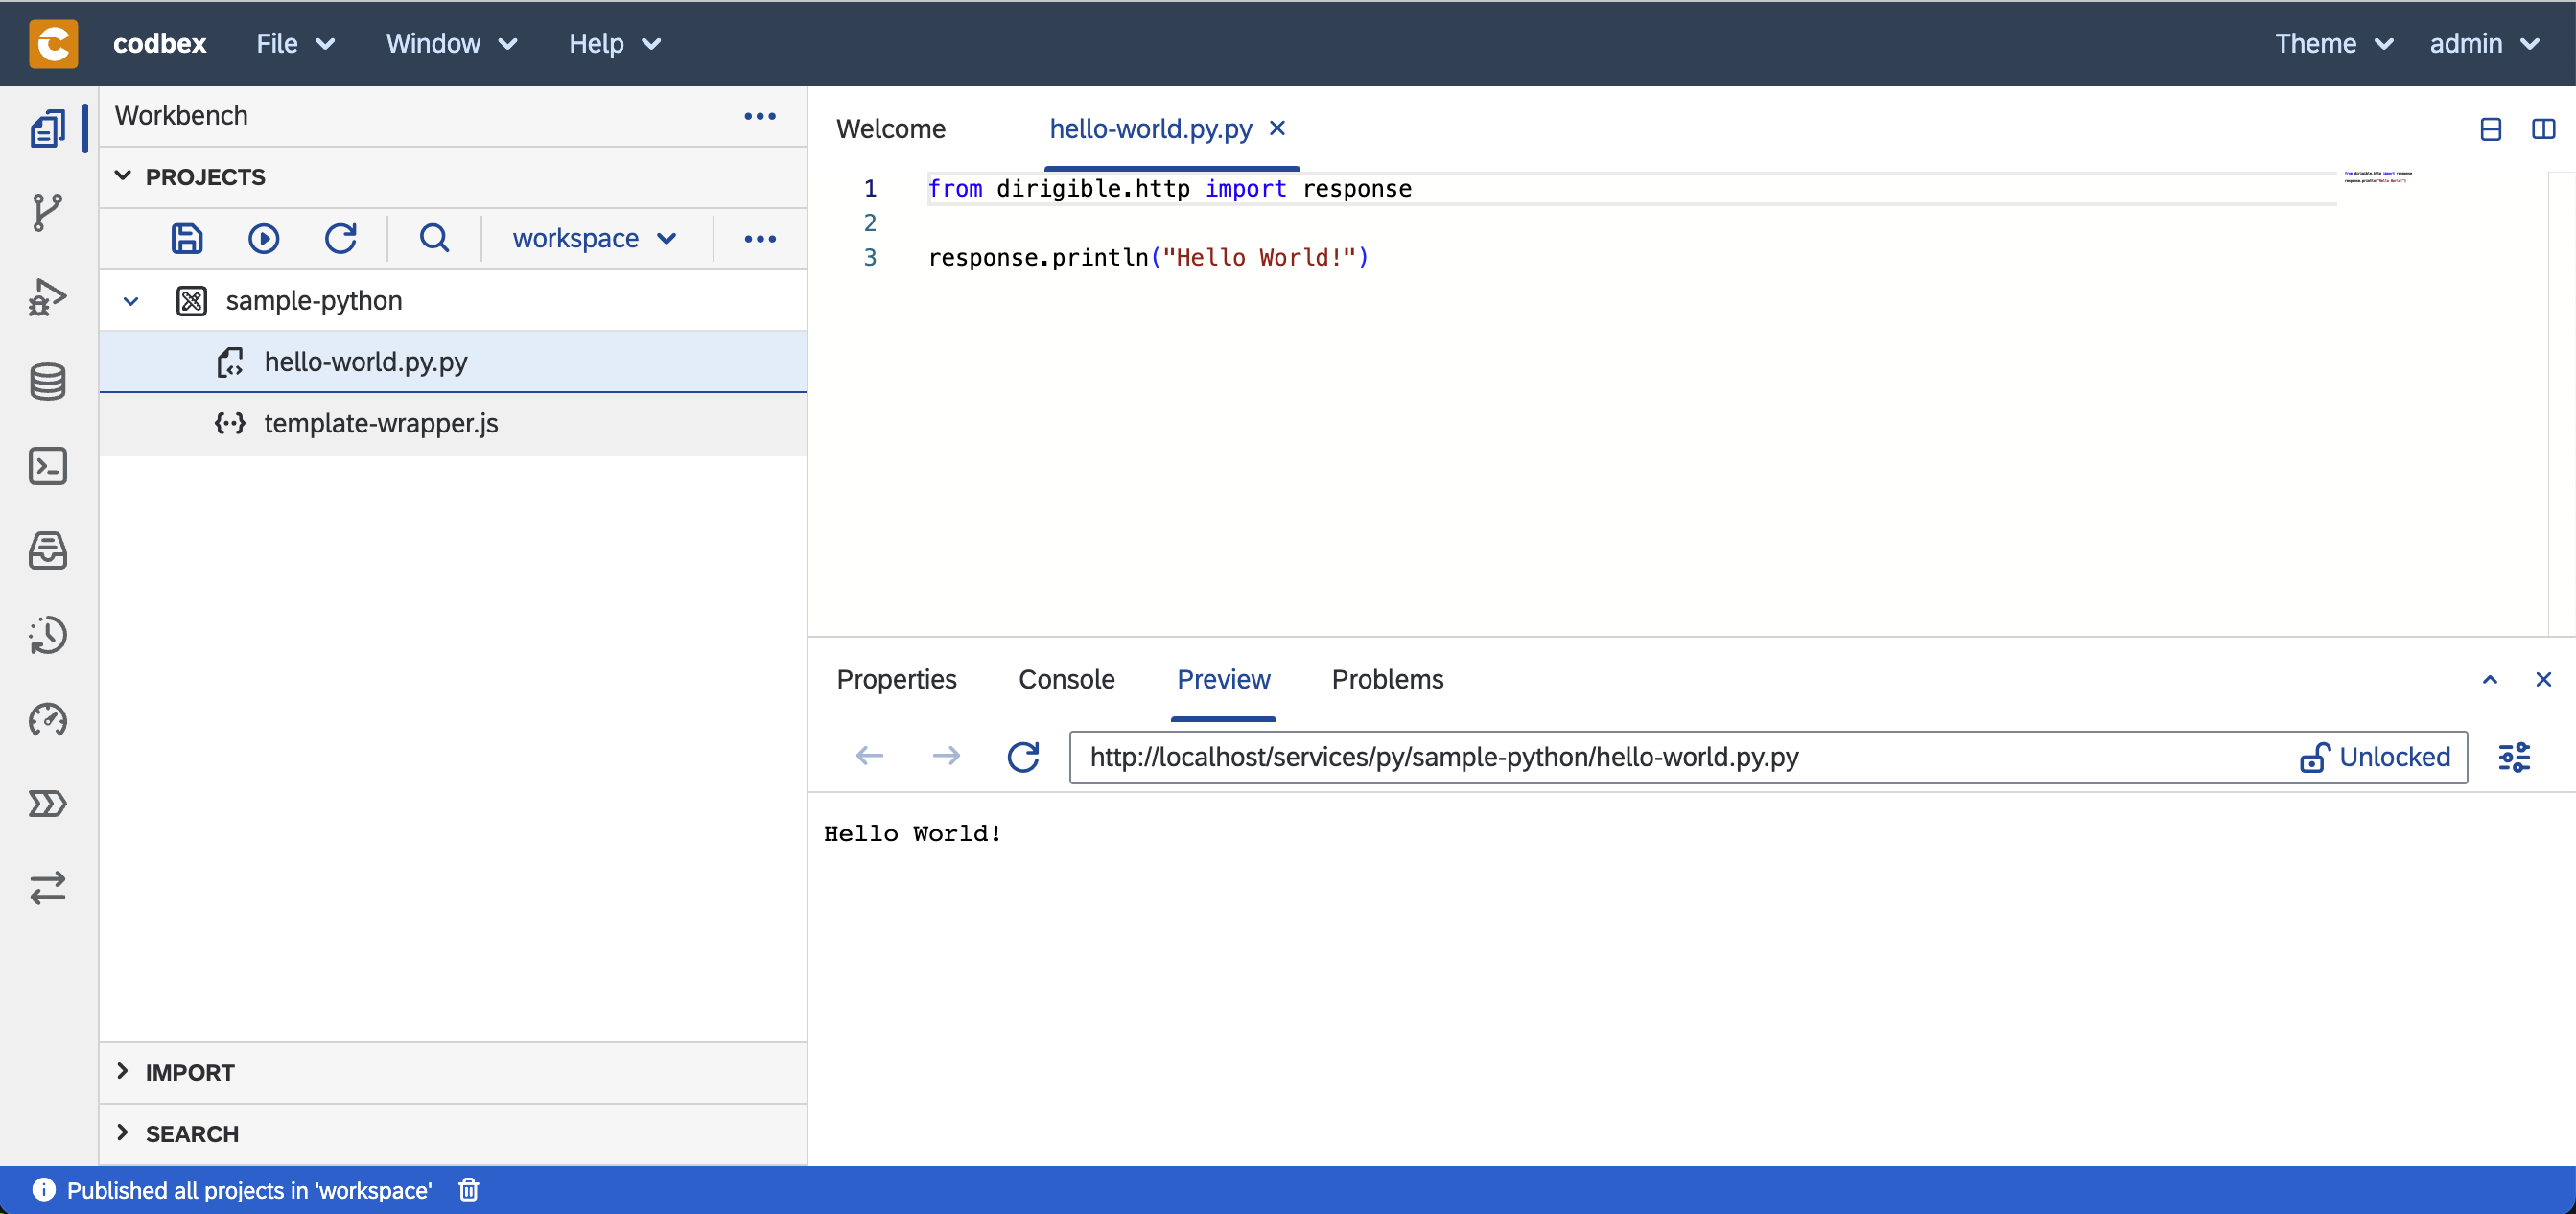 codbex File Window Help Theme admin
Workbench
PROJECTS
workspace
sample-python
hello-world.py.py
template-wrapper.js
IMPORT
SEARCH
Welcome hello-world.py.py
1 from dirigible.http import response
2
3 response.println("Hello World!")
Properties Console Preview Problems
http://localhost/services/py/sample-python/hello-world.py.py Unlocked
Hello World!
Published all projects in 'workspace'